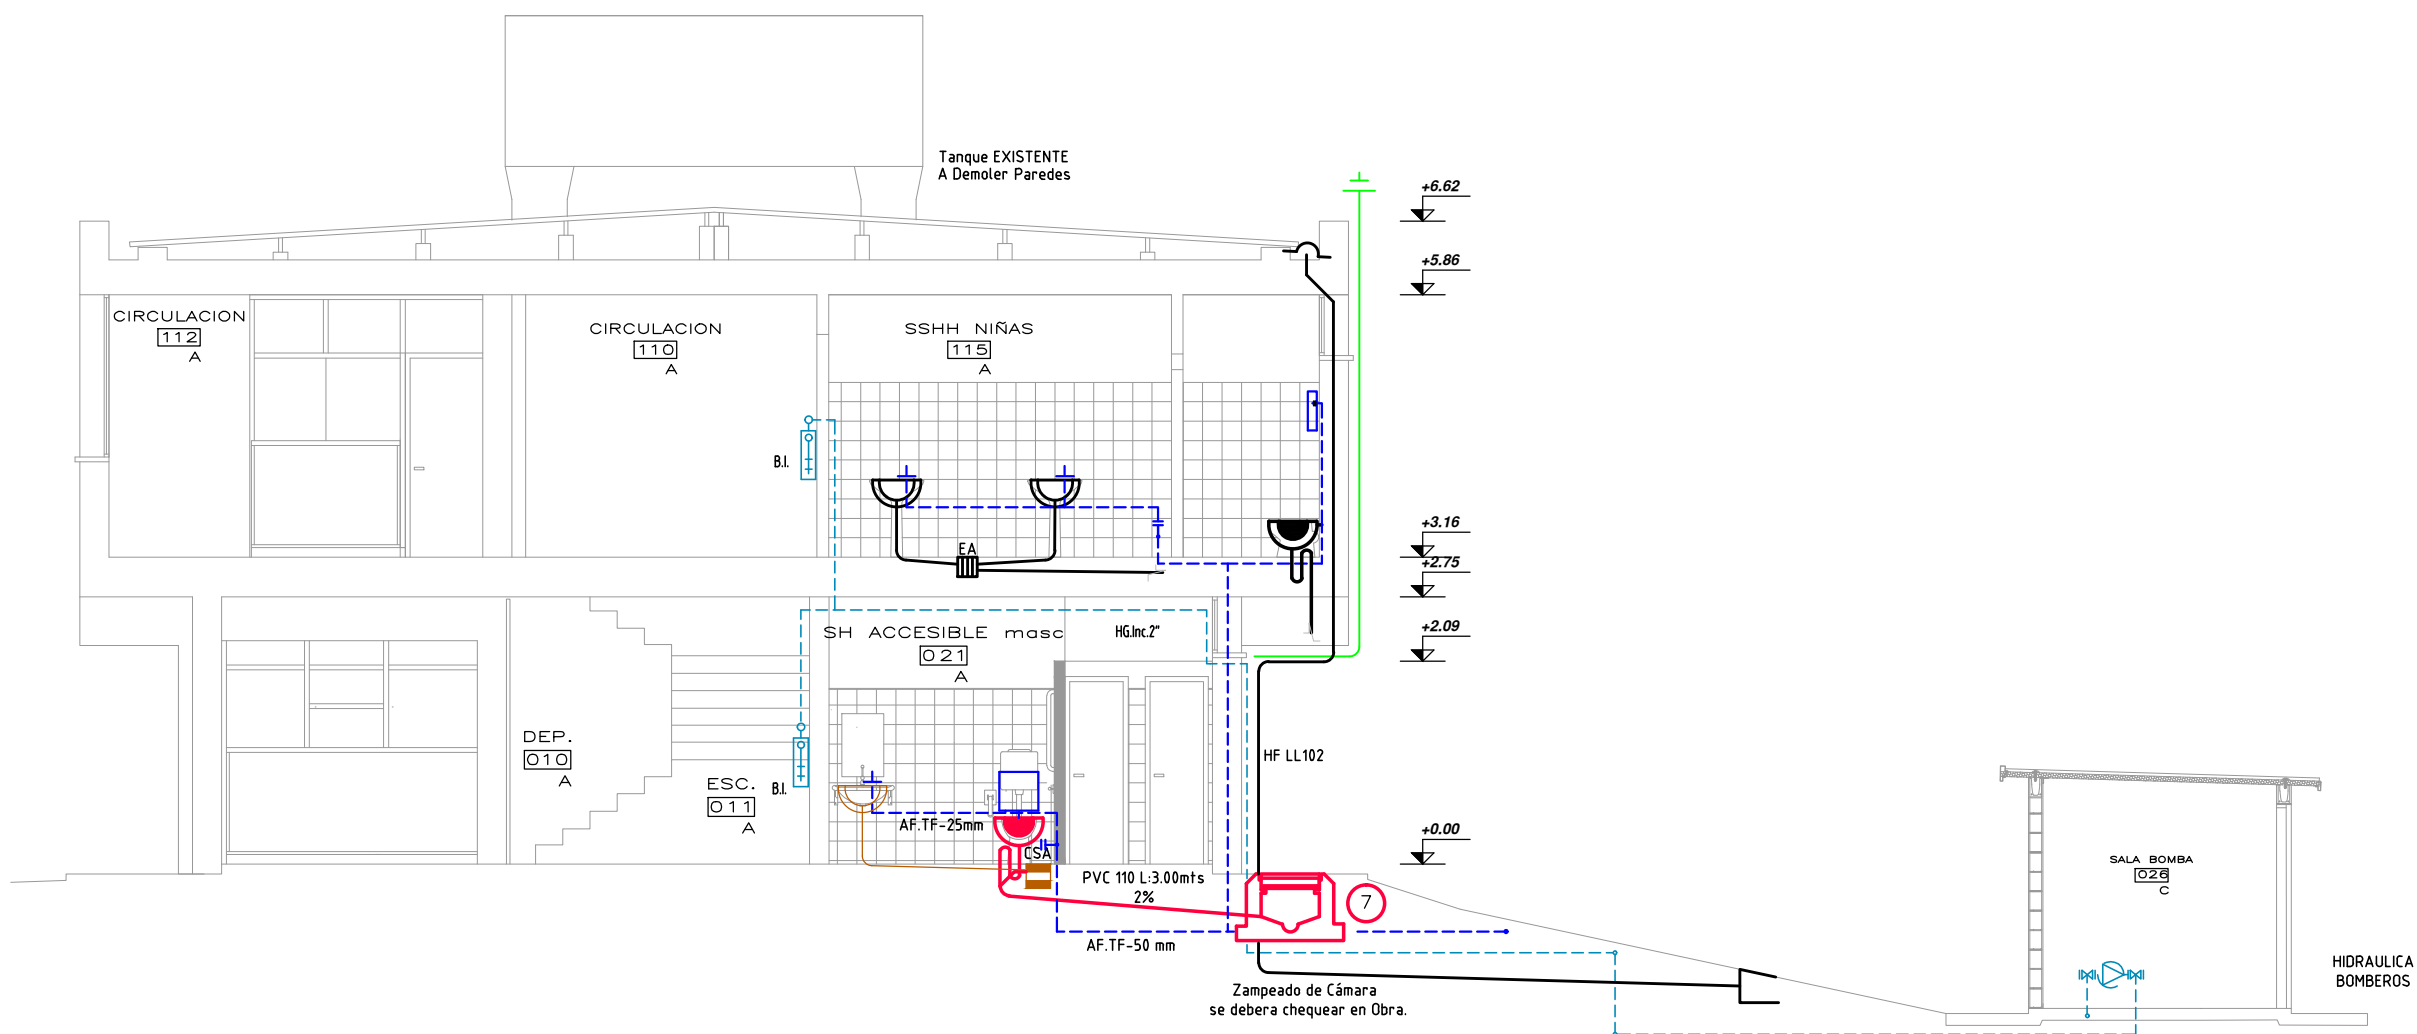 Tanque EXISTENTE
A Demoler Paredes
+6.62
+5.86
CIRCULACION
112
A
CIRCULACION
110
A
SSHH NIÑAS
115
A
B.I.
EA
+3.16
+2.75
+2.09
SH ACCESIBLE masc
021
A
HG.Inc.2"
DEP.
010
A
ESC.
011
A
B.I.
HF LL102
AF.TF-25mm
CSA
+0.00
PVC 110 L:3.00mts
2%
7
AF.TF-50 mm
Zampeado de Cámara
se debera chequear en Obra.
SALA BOMBA
026
C
HIDRAULICA
BOMBEROS